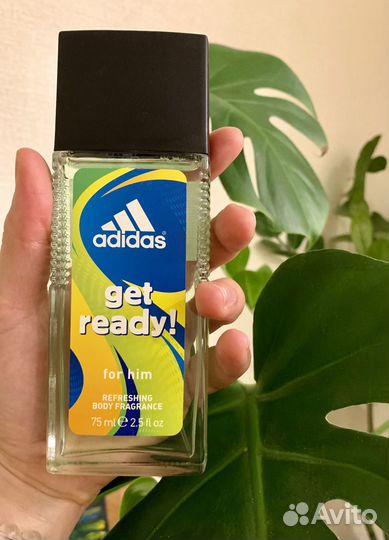 adidas
get
ready!
for him
REFRESHING
BODY FRAGRANCE
75 ml ℮ 2.5 fl oz
Avito